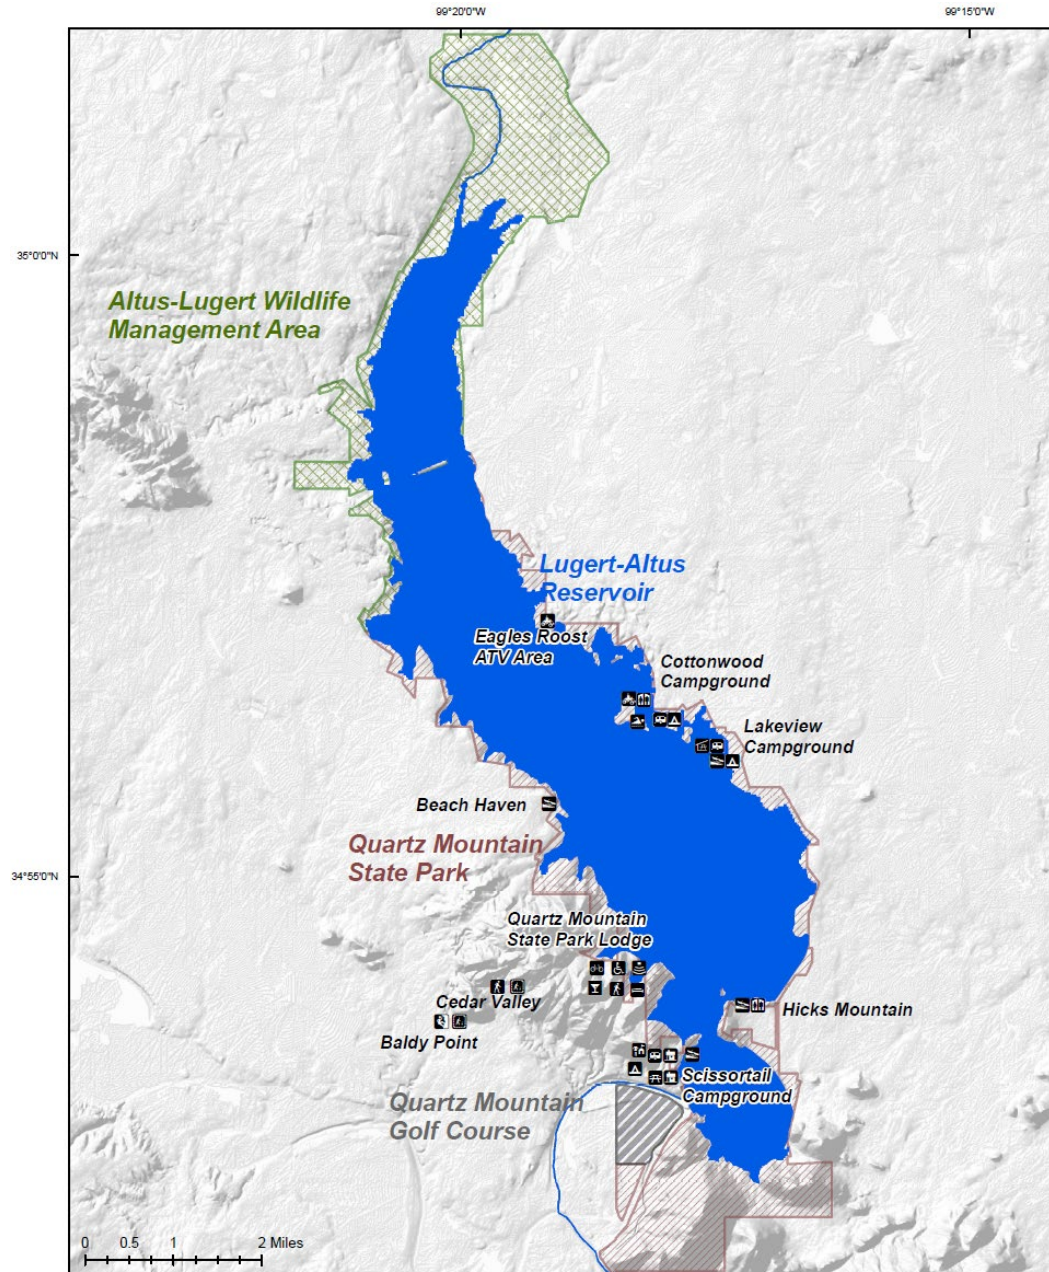 99°20'0"W
99°15'0"W
35°0'0"N
Altus-Lugert Wildlife
Management Area
Lugert-Altus
Reservoir
Eagles Roost
ATV Area
Cottonwood
Campground
Lakeview
Campground
Beach Haven
Quartz Mountain
State Park
34°55'0"N
Quartz Mountain
State Park Lodge
Cedar Valley
Hicks Mountain
Baldy Point
Scissortail
Campground
Quartz Mountain
Golf Course
0 0.5 1 2 Miles